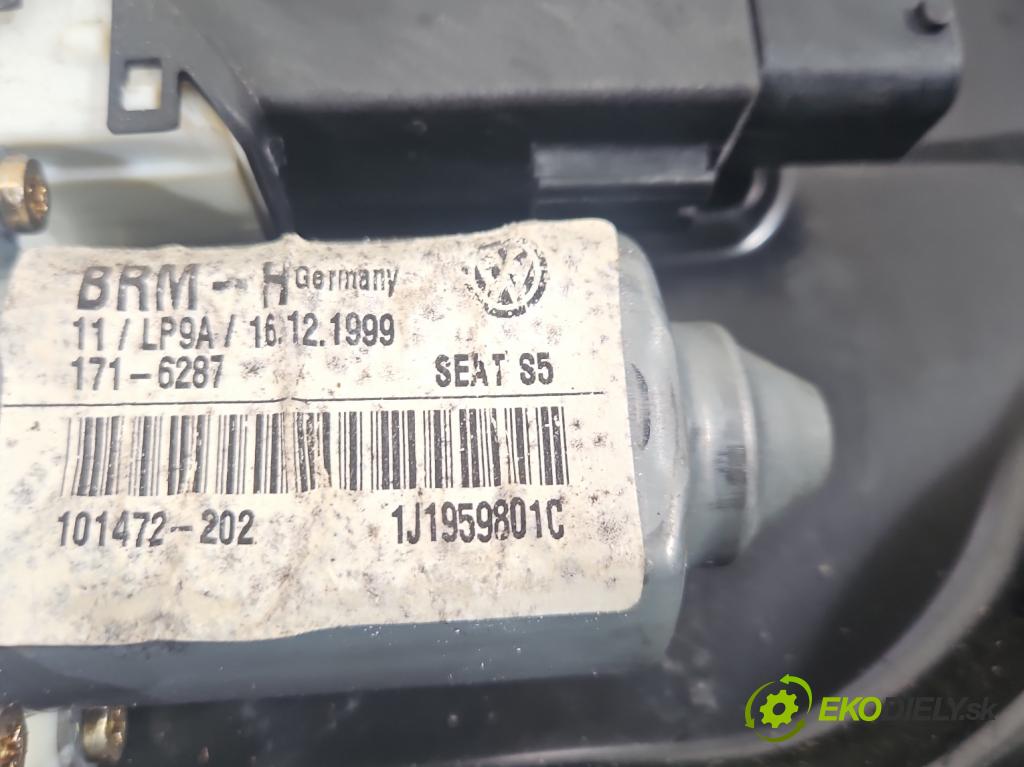 BRM-H Germany
11/LP9A/16.12.1999
171-6287 SEAT S5
101472-202 1J1959801C
EKODIELY.sk